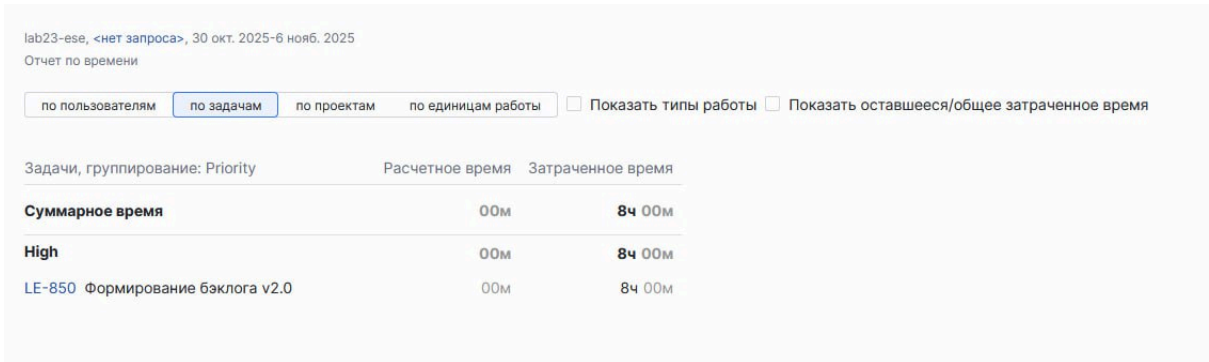 lab23-ese, <нет запроса>, 30 окт. 2025-6 нояб. 2025
Отчет по времени
по пользователям по задачам по проектам по единицам работы Показать типы работы Показать оставшееся/общее затраченное время
Задачи, группирование: Priority Расчетное время Затраченное время
Суммарное время 00м 8ч 00м
High 00м 8ч 00м
LE-850 Формирование бэклога v2.0 00м 8ч 00м